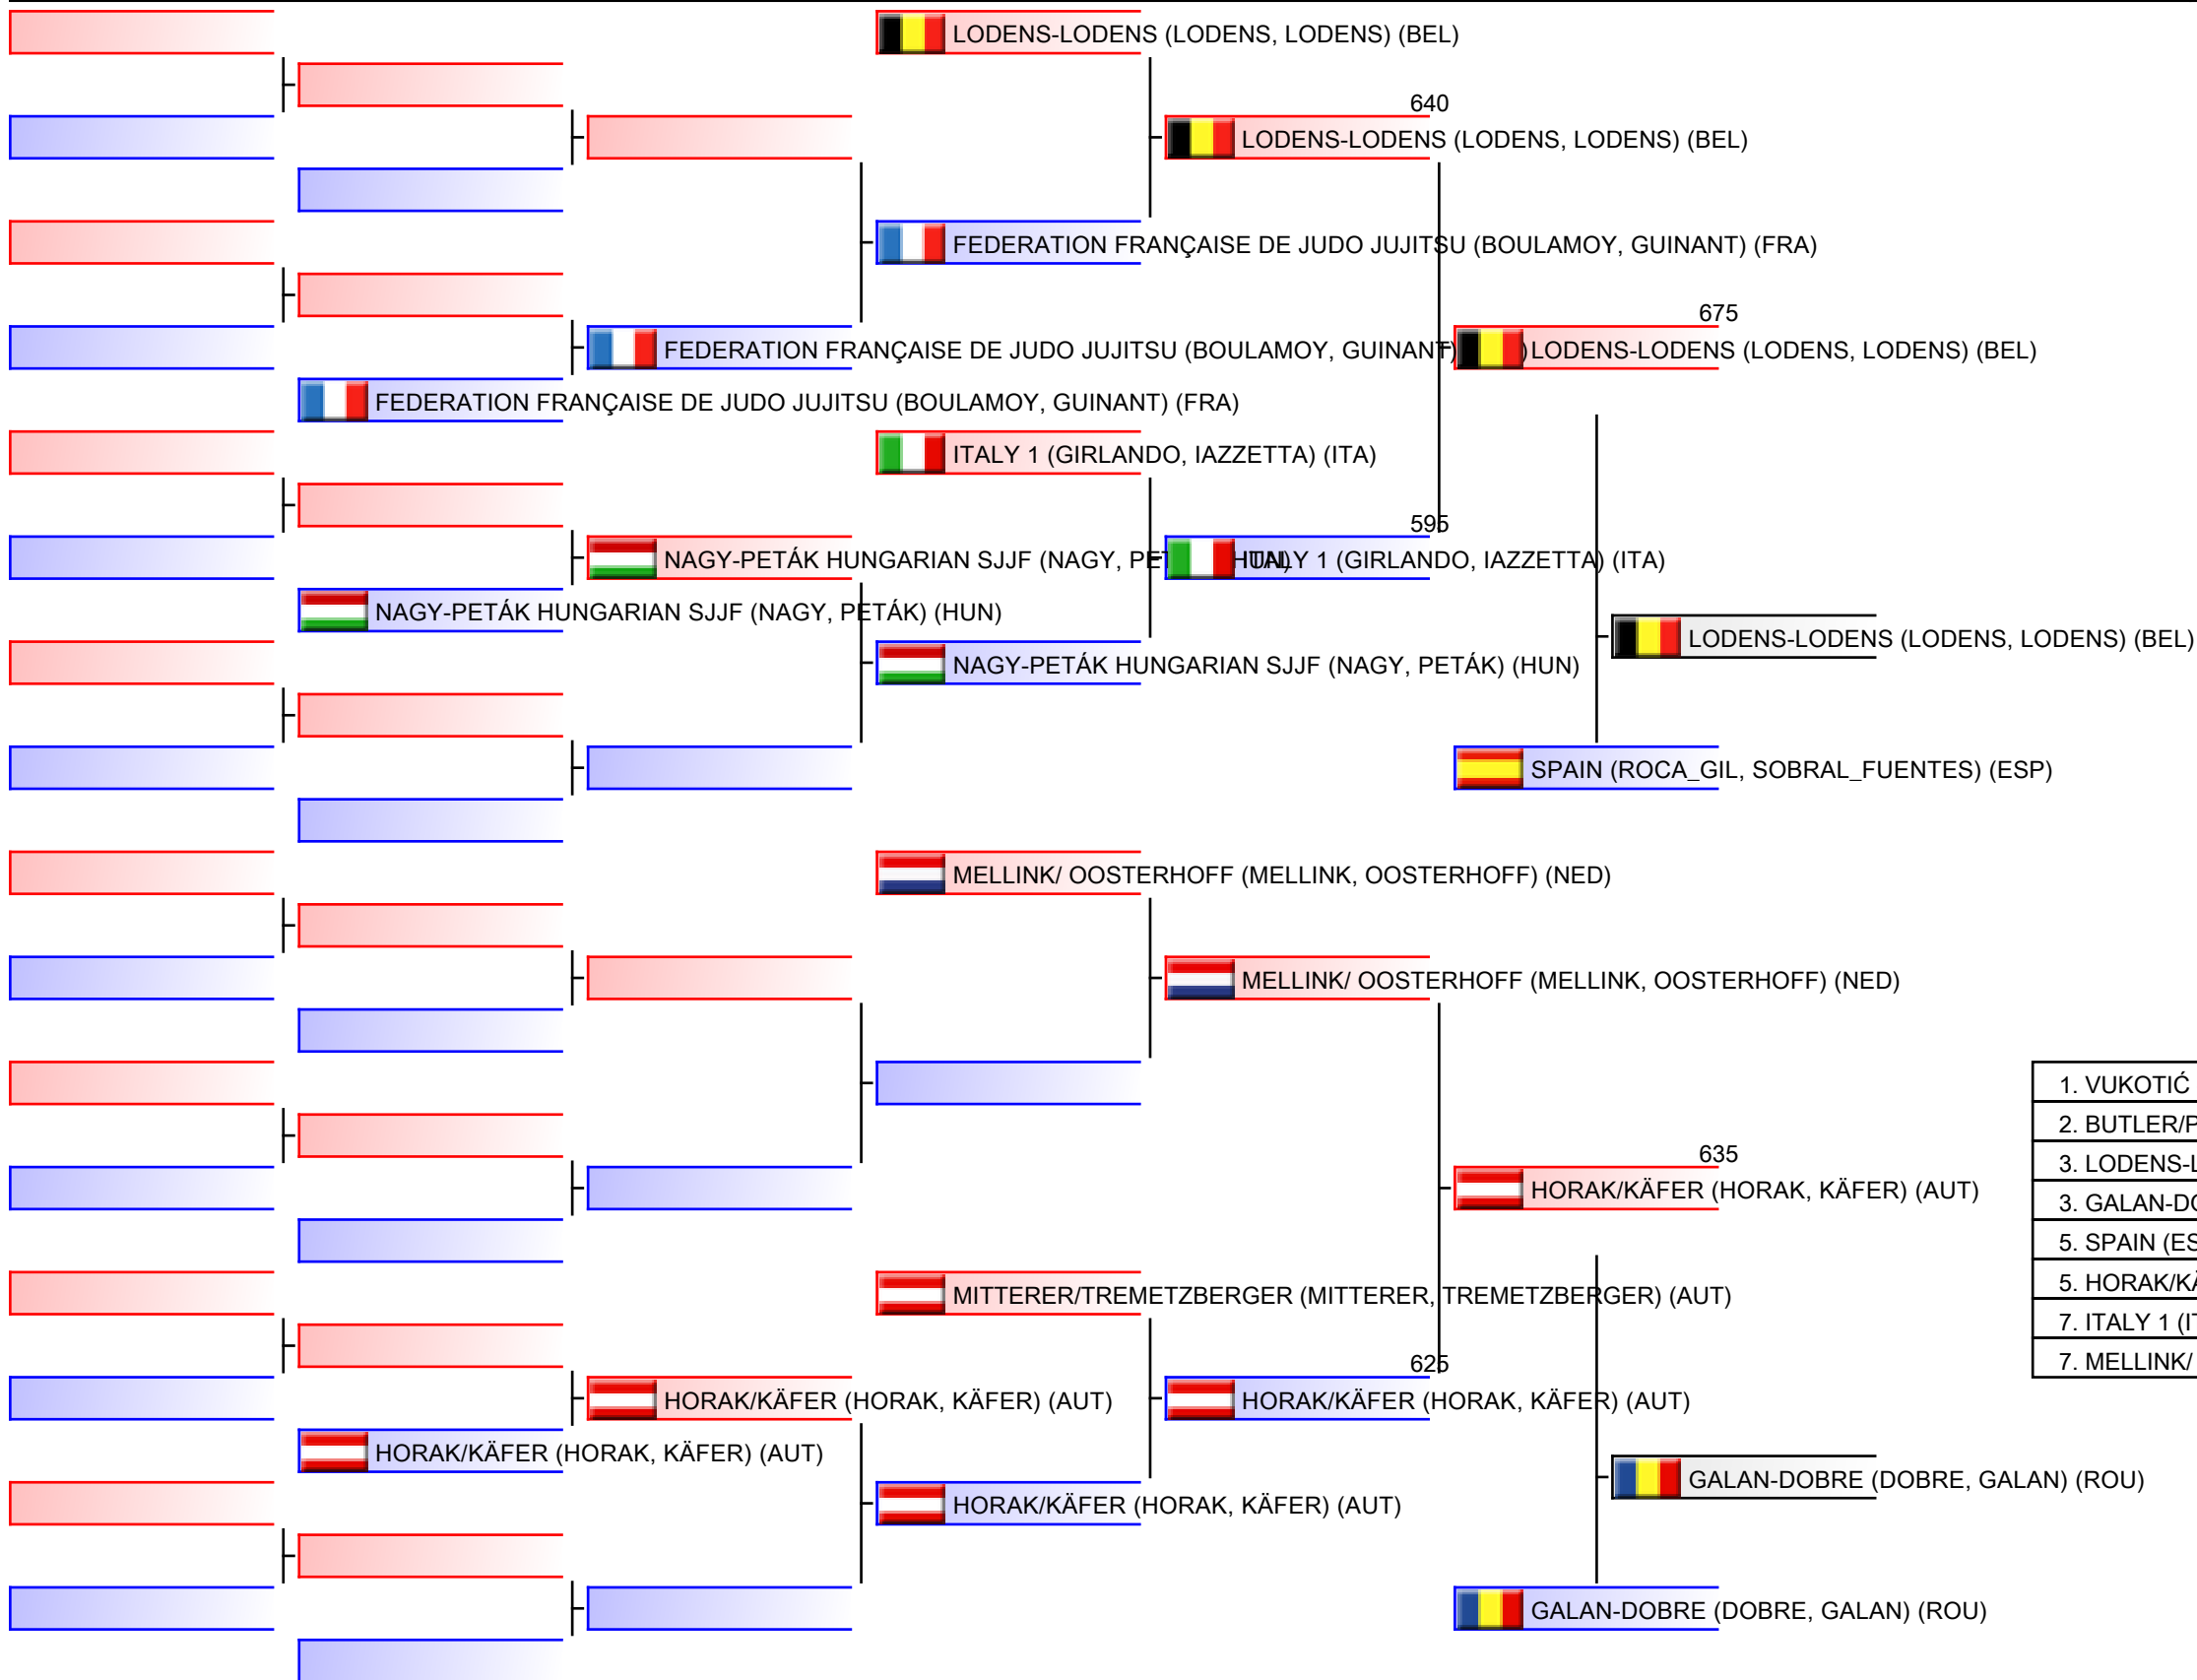 LODENS-LODENS (LODENS, LODENS) (BEL)
640
LODENS-LODENS (LODENS, LODENS) (BEL)
FEDERATION FRANÇAISE DE JUDO JUJITSU (BOULAMOY, GUINANT) (FRA)
675
FEDERATION FRANÇAISE DE JUDO JUJITSU (BOULAMOY, GUINANT)
LODENS-LODENS (LODENS, LODENS) (BEL)
FEDERATION FRANÇAISE DE JUDO JUJITSU (BOULAMOY, GUINANT) (FRA)
ITALY 1 (GIRLANDO, IAZZETTA) (ITA)
595
NAGY-PETÁK HUNGARIAN SJJF (NAGY, PE HUN)
ITALY 1 (GIRLANDO, IAZZETTA) (ITA)
NAGY-PETÁK HUNGARIAN SJJF (NAGY, PETÁK) (HUN)
LODENS-LODENS (LODENS, LODENS) (BEL)
NAGY-PETÁK HUNGARIAN SJJF (NAGY, PETÁK) (HUN)
SPAIN (ROCA_GIL, SOBRAL_FUENTES) (ESP)
MELLINK/ OOSTERHOFF (MELLINK, OOSTERHOFF) (NED)
MELLINK/ OOSTERHOFF (MELLINK, OOSTERHOFF) (NED)
1. VUKOTIĆ
2. BUTLER/P
635
3. LODENS-L
HORAK/KÄFER (HORAK, KÄFER) (AUT)
3. GALAN-DO
5. SPAIN (ES
5. HORAK/KÄ
MITTERER/TREMETZBERGER (MITTERER, TREMETZBERGER) (AUT)
7. ITALY 1 (IT
625
7. MELLINK/
HORAK/KÄFER (HORAK, KÄFER) (AUT)
HORAK/KÄFER (HORAK, KÄFER) (AUT)
HORAK/KÄFER (HORAK, KÄFER) (AUT)
GALAN-DOBRE (DOBRE, GALAN) (ROU)
HORAK/KÄFER (HORAK, KÄFER) (AUT)
GALAN-DOBRE (DOBRE, GALAN) (ROU)